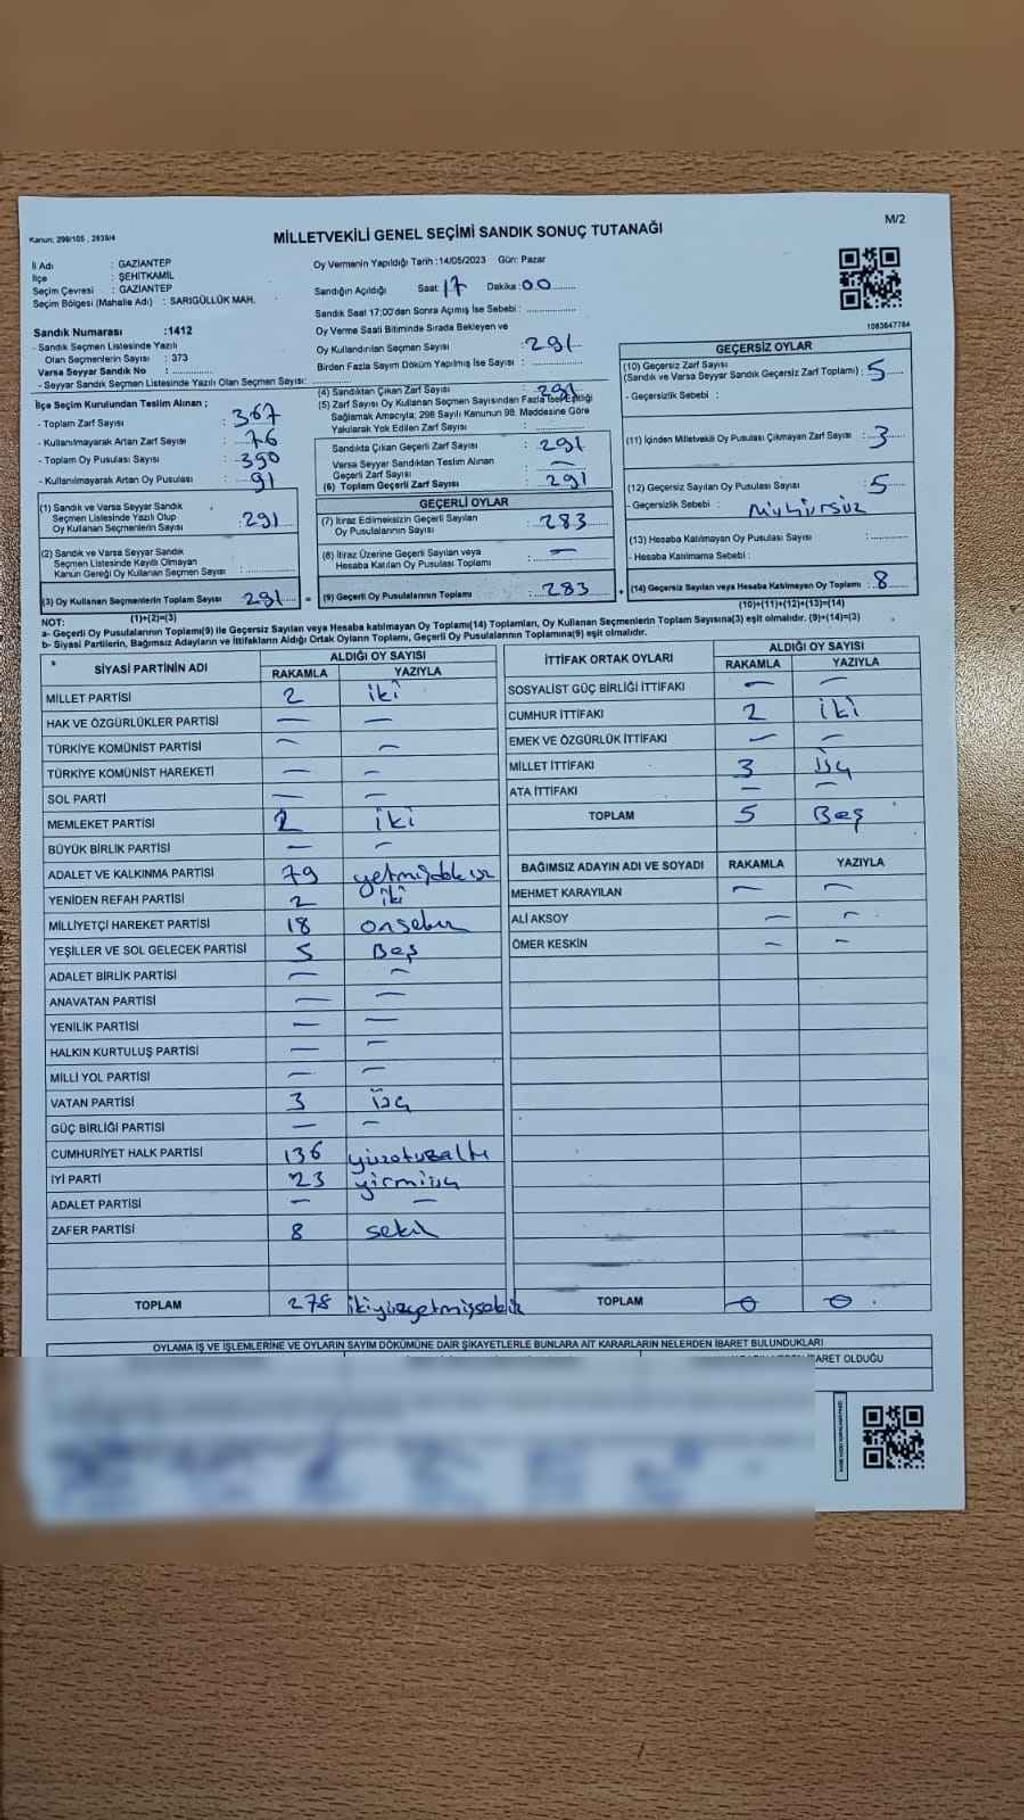 M/2
Kanun: 298/105 , 2839/4
MİLLETVEKİLİ GENEL SEÇİMİ SANDIK SONUÇ TUTANAĞI
İl Adı : GAZİANTEP
İlçe : ŞEHİTKAMİL
Seçim Çevresi : GAZİANTEP
Seçim Bölgesi (Mahalle Adı) : SARIGÜLLÜK MAH.
Oy Vermenin Yapıldığı Tarih :14/05/2023 Gün: Pazar
Sandığın Açıldığı Saat: 17 Dakika: 00
Sandık Saat 17:00'dan Sonra Açımış İse Sebebi :
1083647784
Sandık Numarası :1412
- Sandık Seçmen Listesinde Yazılı
Olan Seçmenlerin Sayısı : 373
Varsa Seyyar Sandık No :
- Seyyar Sandık Seçmen Listesinde Yazılı Olan Seçmen Sayısı:
Oy Verme Saati Bitiminde Sırada Bekleyen ve
Oy Kullandırılan Seçmen Sayısı : 291
Birden Fazla Sayım Döküm Yapılmış İse Sayısı :
İlçe Seçim Kurulundan Teslim Alınan ;
- Toplam Zarf Sayısı : 367
- Kullanılmayarak Artan Zarf Sayısı : 76
- Toplam Oy Pusulası Sayısı : 390
- Kullanılmayarak Artan Oy Pusulası : 91
(4) Sandıktan Çıkan Zarf Sayısı : 291
(5) Zarf Sayısı Oy Kullanan Seçmen Sayısından Fazla İse Eşitliği
Sağlamak Amacıyla; 298 Sayılı Kanunun 98. Maddesine Göre
Yakılarak Yok Edilen Zarf Sayısı :
Sandıkta Çıkan Geçerli Zarf Sayısı : 291
Varsa Seyyar Sandıktan Teslim Alınan
Geçerli Zarf Sayısı : —
(6) Toplam Geçerli Zarf Sayısı : 291
GEÇERSİZ OYLAR
(10) Geçersiz Zarf Sayısı
(Sandık ve Varsa Seyyar Sandık Geçersiz Zarf Toplamı) : 5
- Geçersizlik Sebebi :
(11) İçinden Milletvekili Oy Pusulası Çıkmayan Zarf Sayısı : 3
(12) Geçersiz Sayılan Oy Pusulası Sayısı : 5
- Geçersizlik Sebebi : Mühürsüz
(13) Hesaba Katılmayan Oy Pusulası Sayısı :
- Hesaba Katılmama Sebebi :
(14) Geçersiz Sayılan veya Hesaba Katılmayan Oy Toplamı : 8
(10)+(11)+(12)+(13)=(14)
(1) Sandık ve Varsa Seyyar Sandık
Seçmen Listesinde Yazılı Olup
Oy Kullanan Seçmenlerin Sayısı : 291
(2) Sandık ve Varsa Seyyar Sandık
Seçmen Listesinde Kayıtlı Olmayan
Kanun Gereği Oy Kullanan Seçmen Sayısı :
(3) Oy Kullanan Seçmenlerin Toplam Sayısı 291 =
(1)+(2)=(3)
GEÇERLİ OYLAR
(7) İtiraz Edilmeksizin Geçerli Sayılan
Oy Pusulalarının Sayısı : 283
(8) İtiraz Üzerine Geçerli Sayılan veya
Hesaba Katılan Oy Pusulası Toplamı : —
(9) Geçerli Oy Pusulalarının Toplamı : 283 +
NOT:
a- Geçerli Oy Pusulalarının Toplamı(9) ile Geçersiz Sayılan veya Hesaba katılmayan Oy Toplamı(14) Toplamları, Oy Kullanan Seçmenlerin Toplam Sayısına(3) eşit olmalıdır. (9)+(14)=(3)
b- Siyasi Partilerin, Bağımsız Adayların ve İttifakların Aldığı Ortak Oyların Toplamı, Geçerli Oy Pusulalarının Toplamına(9) eşit olmalıdır.
* SİYASİ PARTİNİN ADI ALDIĞI OY SAYISI
RAKAMLA YAZIYLA
MİLLET PARTİSİ 2 iki
HAK VE ÖZGÜRLÜKLER PARTİSİ — —
TÜRKİYE KOMÜNİST PARTİSİ — —
TÜRKİYE KOMÜNİST HAREKETİ — —
SOL PARTİ — —
MEMLEKET PARTİSİ 2 iki
BÜYÜK BİRLİK PARTİSİ — —
ADALET VE KALKINMA PARTİSİ 79 yetmişdokuz
YENİDEN REFAH PARTİSİ 2 iki
MİLLİYETÇİ HAREKET PARTİSİ 18 onsekiz
YEŞİLLER VE SOL GELECEK PARTİSİ 5 Beş
ADALET BİRLİK PARTİSİ — —
ANAVATAN PARTİSİ — —
YENİLİK PARTİSİ — —
HALKIN KURTULUŞ PARTİSİ — —
MİLLİ YOL PARTİSİ — —
VATAN PARTİSİ 3 üç
GÜÇ BİRLİĞİ PARTİSİ — —
CUMHURİYET HALK PARTİSİ 136 yüzotuzaltı
İYİ PARTİ 23 yirmiüç
ADALET PARTİSİ — —
ZAFER PARTİSİ 8 sekiz
TOPLAM 278 ikiyüzyetmişsekiz
İTTİFAK ORTAK OYLARI ALDIĞI OY SAYISI
RAKAMLA YAZIYLA
SOSYALİST GÜÇ BİRLİĞİ İTTİFAKI — —
CUMHUR İTTİFAKI 2 iki
EMEK VE ÖZGÜRLÜK İTTİFAKI — —
MİLLET İTTİFAKI 3 üç
ATA İTTİFAKI — —
TOPLAM 5 Beş
BAĞIMSIZ ADAYIN ADI VE SOYADI RAKAMLA YAZIYLA
MEHMET KARAYILAN — —
ALİ AKSOY — —
ÖMER KESKİN — —
TOPLAM 0 0 .
OYLAMA İŞ VE İŞLEMLERİNE VE OYLARIN SAYIM DÖKÜMÜNE DAİR ŞİKAYETLERLE BUNLARA AİT KARARLARIN NELERDEN İBARET BULUNDUKLARI
OLDUĞU